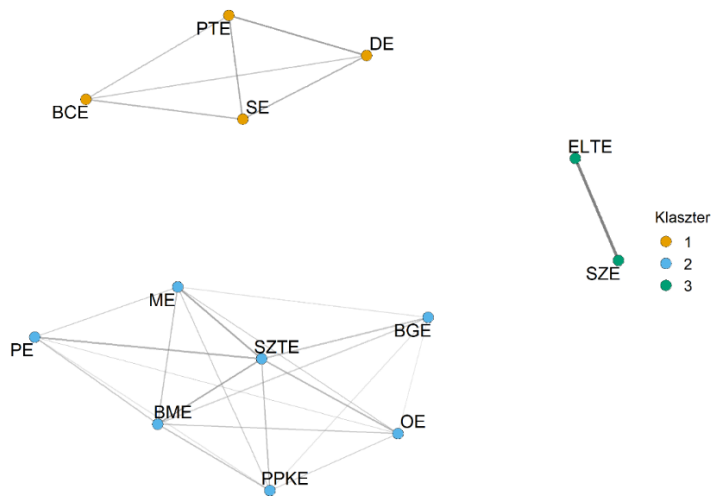 PTE
DE
BCE
SE
ELTE
SZE
Klaszter
1
2
3
ME
BGE
PE
SZTE
BME
OE
PPKE